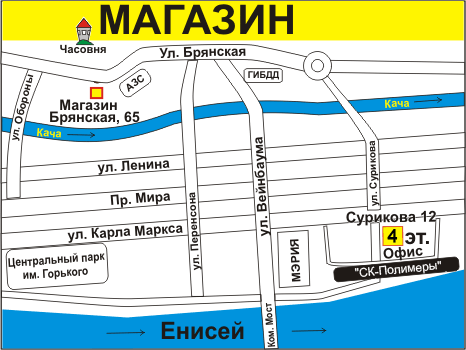 МАГАЗИН
Часовня
Ул. Брянская
АЗС
ГИБДД
ул. Обороны
Магазин
Брянская, 65
Кача
Кача
ул. Ленина
Пр. Мира
ул. Карла Маркса
ул. Перенсона
ул. Вейнбаума
ул. Сурикова
Сурикова 12
4 эт.
Офис
"СК-Полимеры"
МЭРИЯ
Центральный парк
им. Горького
Ком. Мост
Енисей